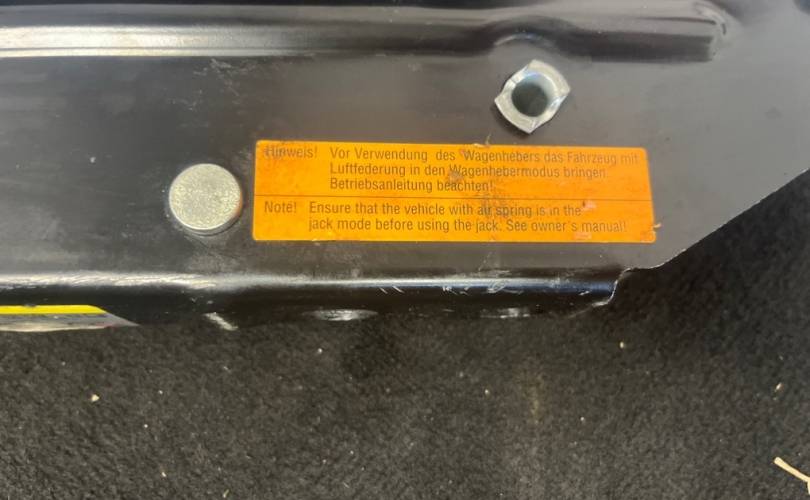 Hinweis! Vor Verwendung des Wagenhebers das Fahrzeug mit
Luftfederung in den Wagenhebermodus bringen.
Betriebsanleitung beachten!
Note! Ensure that the vehicle with air spring is in the
jack mode before using the jack. See owner's manual!